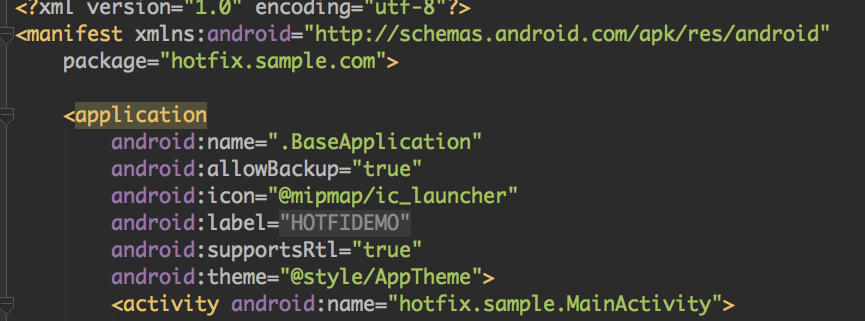 <?xml version="1.0" encoding="utf-8"?>
<manifest xmlns:android="http://schemas.android.com/apk/res/android"
package="hotfix.sample.com">
<application
android:name=".BaseApplication"
android:allowBackup="true"
android:icon="@mipmap/ic_launcher"
android:label="HOTFIDEMO"
android:supportsRtl="true"
android:theme="@style/AppTheme">
<activity android:name="hotfix.sample.MainActivity">